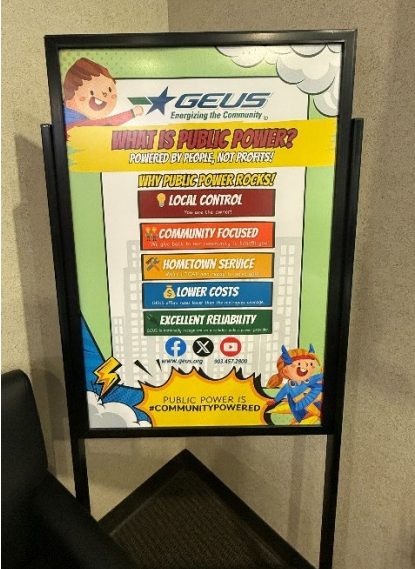 GEUS
Energizing the Community
WHAT IS PUBLIC POWER?
POWERED BY PEOPLE, NOT PROFITS!
WHY PUBLIC POWER ROCKS!
LOCAL CONTROL
You are the owner!
COMMUNITY FOCUSED
HOMETOWN SERVICE
LOWER COSTS
EXCELLENT RELIABILITY
www.geus.org 903.457.2800
PUBLIC POWER IS
#COMMUNITYPOWERED